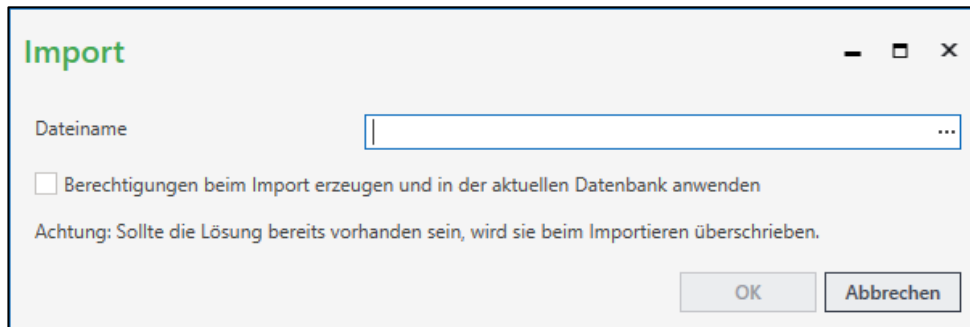 Import
Dateiname
...
Berechtigungen beim Import erzeugen und in der aktuellen Datenbank anwenden
Achtung: Sollte die Lösung bereits vorhanden sein, wird sie beim Importieren überschrieben.
OK Abbrechen